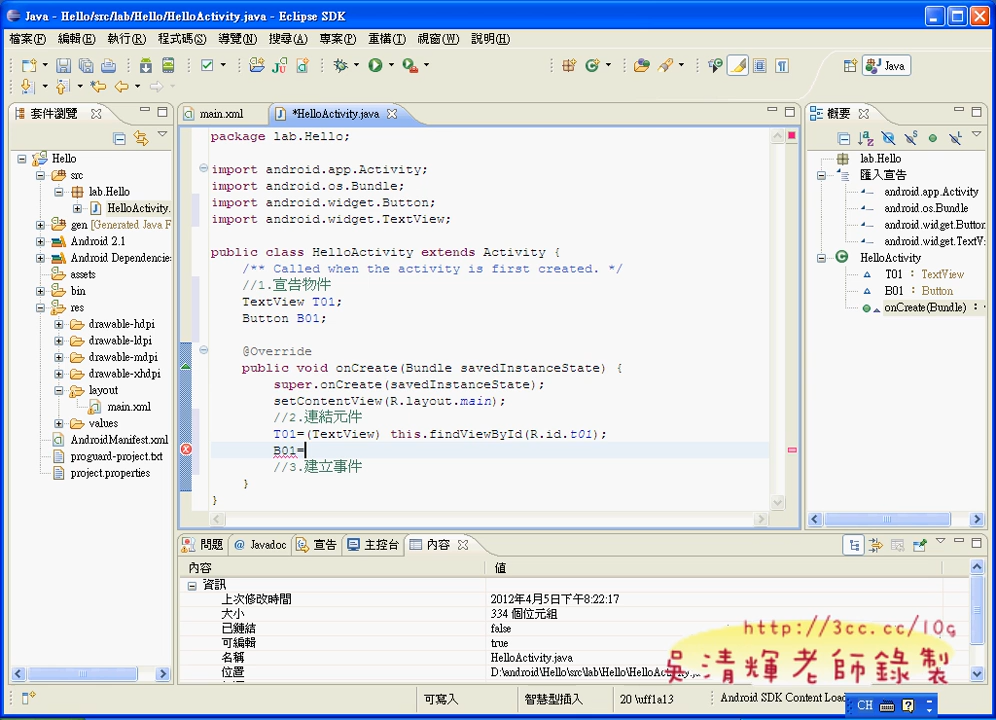 Java - Hello/src/lab/Hello/HelloActivity.java - Eclipse SDK
檔案(F) 編輯(E) 執行(R) 程式碼(S) 導覽(N) 搜尋(A) 專案(P) 重構(T) 視窗(W) 說明(H)
Java
套件瀏覽
Hello
src
lab.Hello
HelloActivity.
gen [Generated Java F
Android 2.1
Android Dependencie
assets
bin
res
drawable-hdpi
drawable-ldpi
drawable-mdpi
drawable-xhdpi
layout
main.xml
values
AndroidManifest.xml
proguard-project.txt
project.properties
main.xml
*HelloActivity.java
package lab.Hello;
import android.app.Activity;
import android.os.Bundle;
import android.widget.Button;
import android.widget.TextView;
public class HelloActivity extends Activity {
/** Called when the activity is first created. */
//1.宣告物件
TextView T01;
Button B01;
@Override
public void onCreate(Bundle savedInstanceState) {
super.onCreate(savedInstanceState);
setContentView(R.layout.main);
//2.連結元件
T01=(TextView) this.findViewById(R.id.t01);
B01=
//3.建立事件
}
}
概要
lab.Hello
匯入宣告
android.app.Activity
android.os.Bundle
android.widget.Button
android.widget.TextV
HelloActivity
T01 : TextView
B01 : Button
onCreate(Bundle) :
問題 @ Javadoc 宣告 主控台 內容
內容 值
資訊
上次修改時間 2012年4月5日下午8:22:17
大小 334 個位元組
已鏈結 false
可編輯 true
名稱 HelloActivity.java
位置 D:\android\Hello\src\lab\Hello\HelloActivity.java
http://3cc.cc/10g
吳清輝老師錄製
可寫入 智慧型插入 20 \uff1a13 Android SDK Content Load
CH